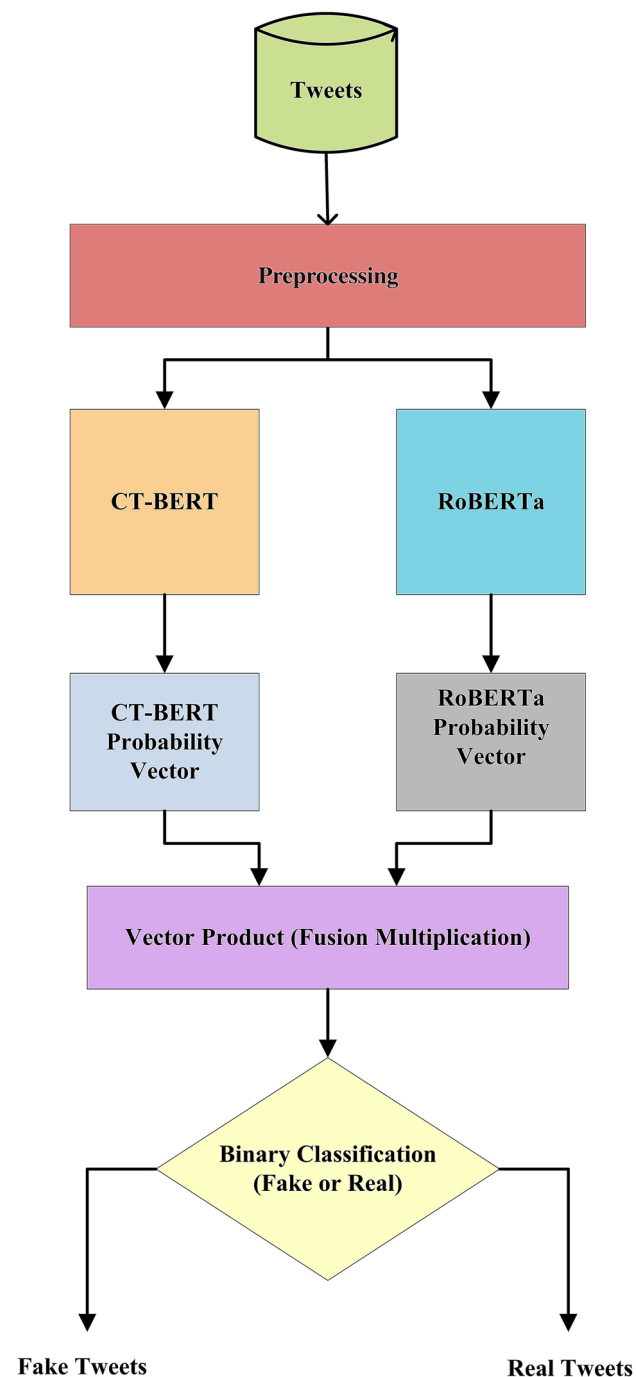 Tweets
Preprocessing
CT-BERT
RoBERTa
CT-BERT
Probability
Vector
RoBERTa
Probability
Vector
Vector Product (Fusion Multiplication)
Binary Classification
(Fake or Real)
Fake Tweets
Real Tweets